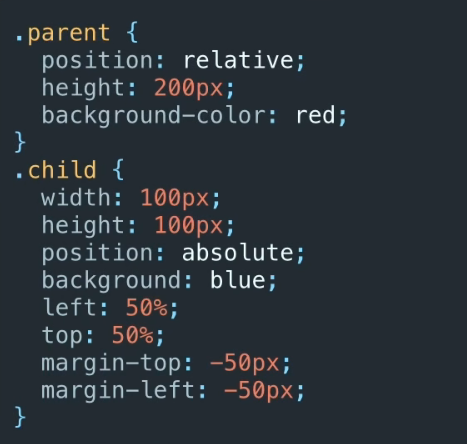 .parent {
  position: relative;
  height: 200px;
  background-color: red;
}
.child {
  width: 100px;
  height: 100px;
  position: absolute;
  background: blue;
  left: 50%;
  top: 50%;
  margin-top: -50px;
  margin-left: -50px;
}